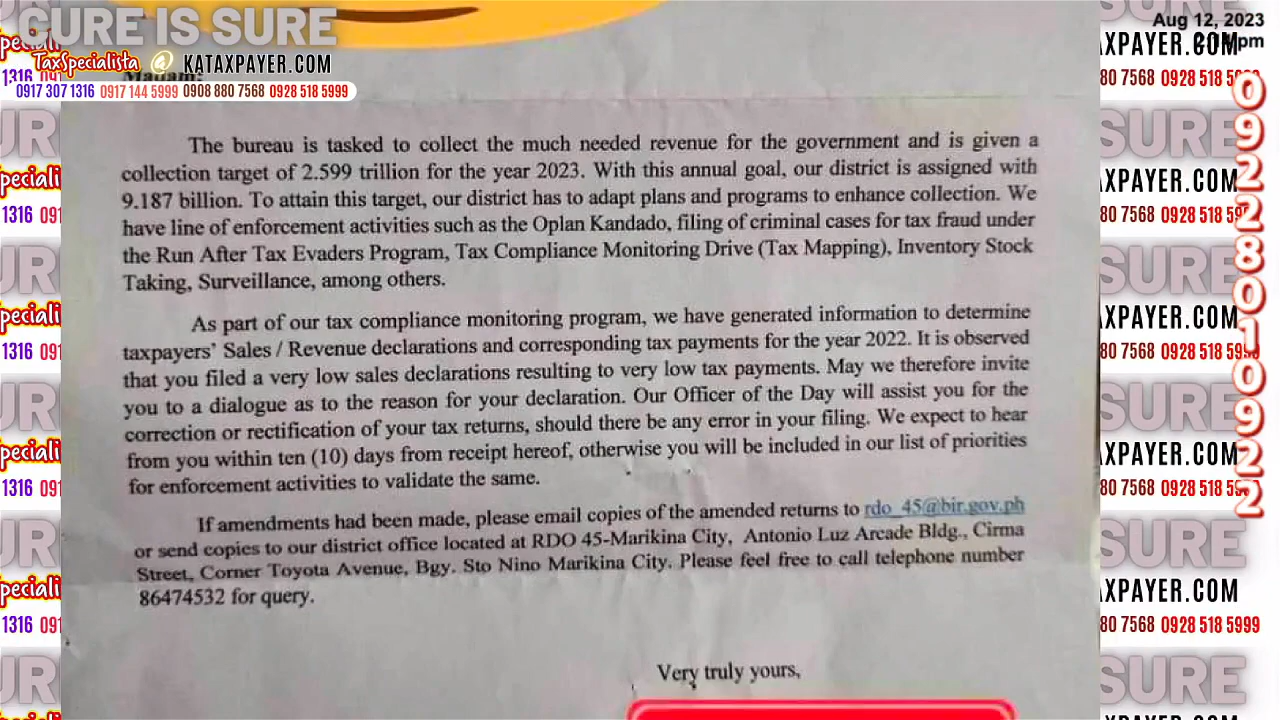 CURE IS SURE
TaxSpecialista @ KATAXPAYER.COM
Madam:
0917 307 1316 0917 144 5999 0908 880 7568 0928 518 5999
Aug 12, 2023
pm
The bureau is tasked to collect the much needed revenue for the government and is given a
collection target of 2.599 trillion for the year 2023. With this annual goal, our district is assigned with
9.187 billion. To attain this target, our district has to adapt plans and programs to enhance collection. We
have line of enforcement activities such as the Oplan Kandado, filing of criminal cases for tax fraud under
the Run After Tax Evaders Program, Tax Compliance Monitoring Drive (Tax Mapping), Inventory Stock
Taking, Surveillance, among others.
As part of our tax compliance monitoring program, we have generated information to determine
taxpayers' Sales / Revenue declarations and corresponding tax payments for the year 2022. It is observed
that you filed a very low sales declarations resulting to very low tax payments. May we therefore invite
you to a dialogue as to the reason for your declaration. Our Officer of the Day will assist you for the
correction or rectification of your tax returns, should there be any error in your filing. We expect to hear
from you within ten (10) days from receipt hereof, otherwise you will be included in our list of priorities
for enforcement activities to validate the same.
If amendments had been made, please email copies of the amended returns to rdo_45@bir.gov.ph
or send copies to our district office located at RDO 45-Marikina City, Antonio Luz Arcade Bldg., Cirma
Street, Corner Toyota Avenue, Bgy. Sto Nino Marikina City. Please feel free to call telephone number
86474532 for query.
Very truly yours,
09228010922